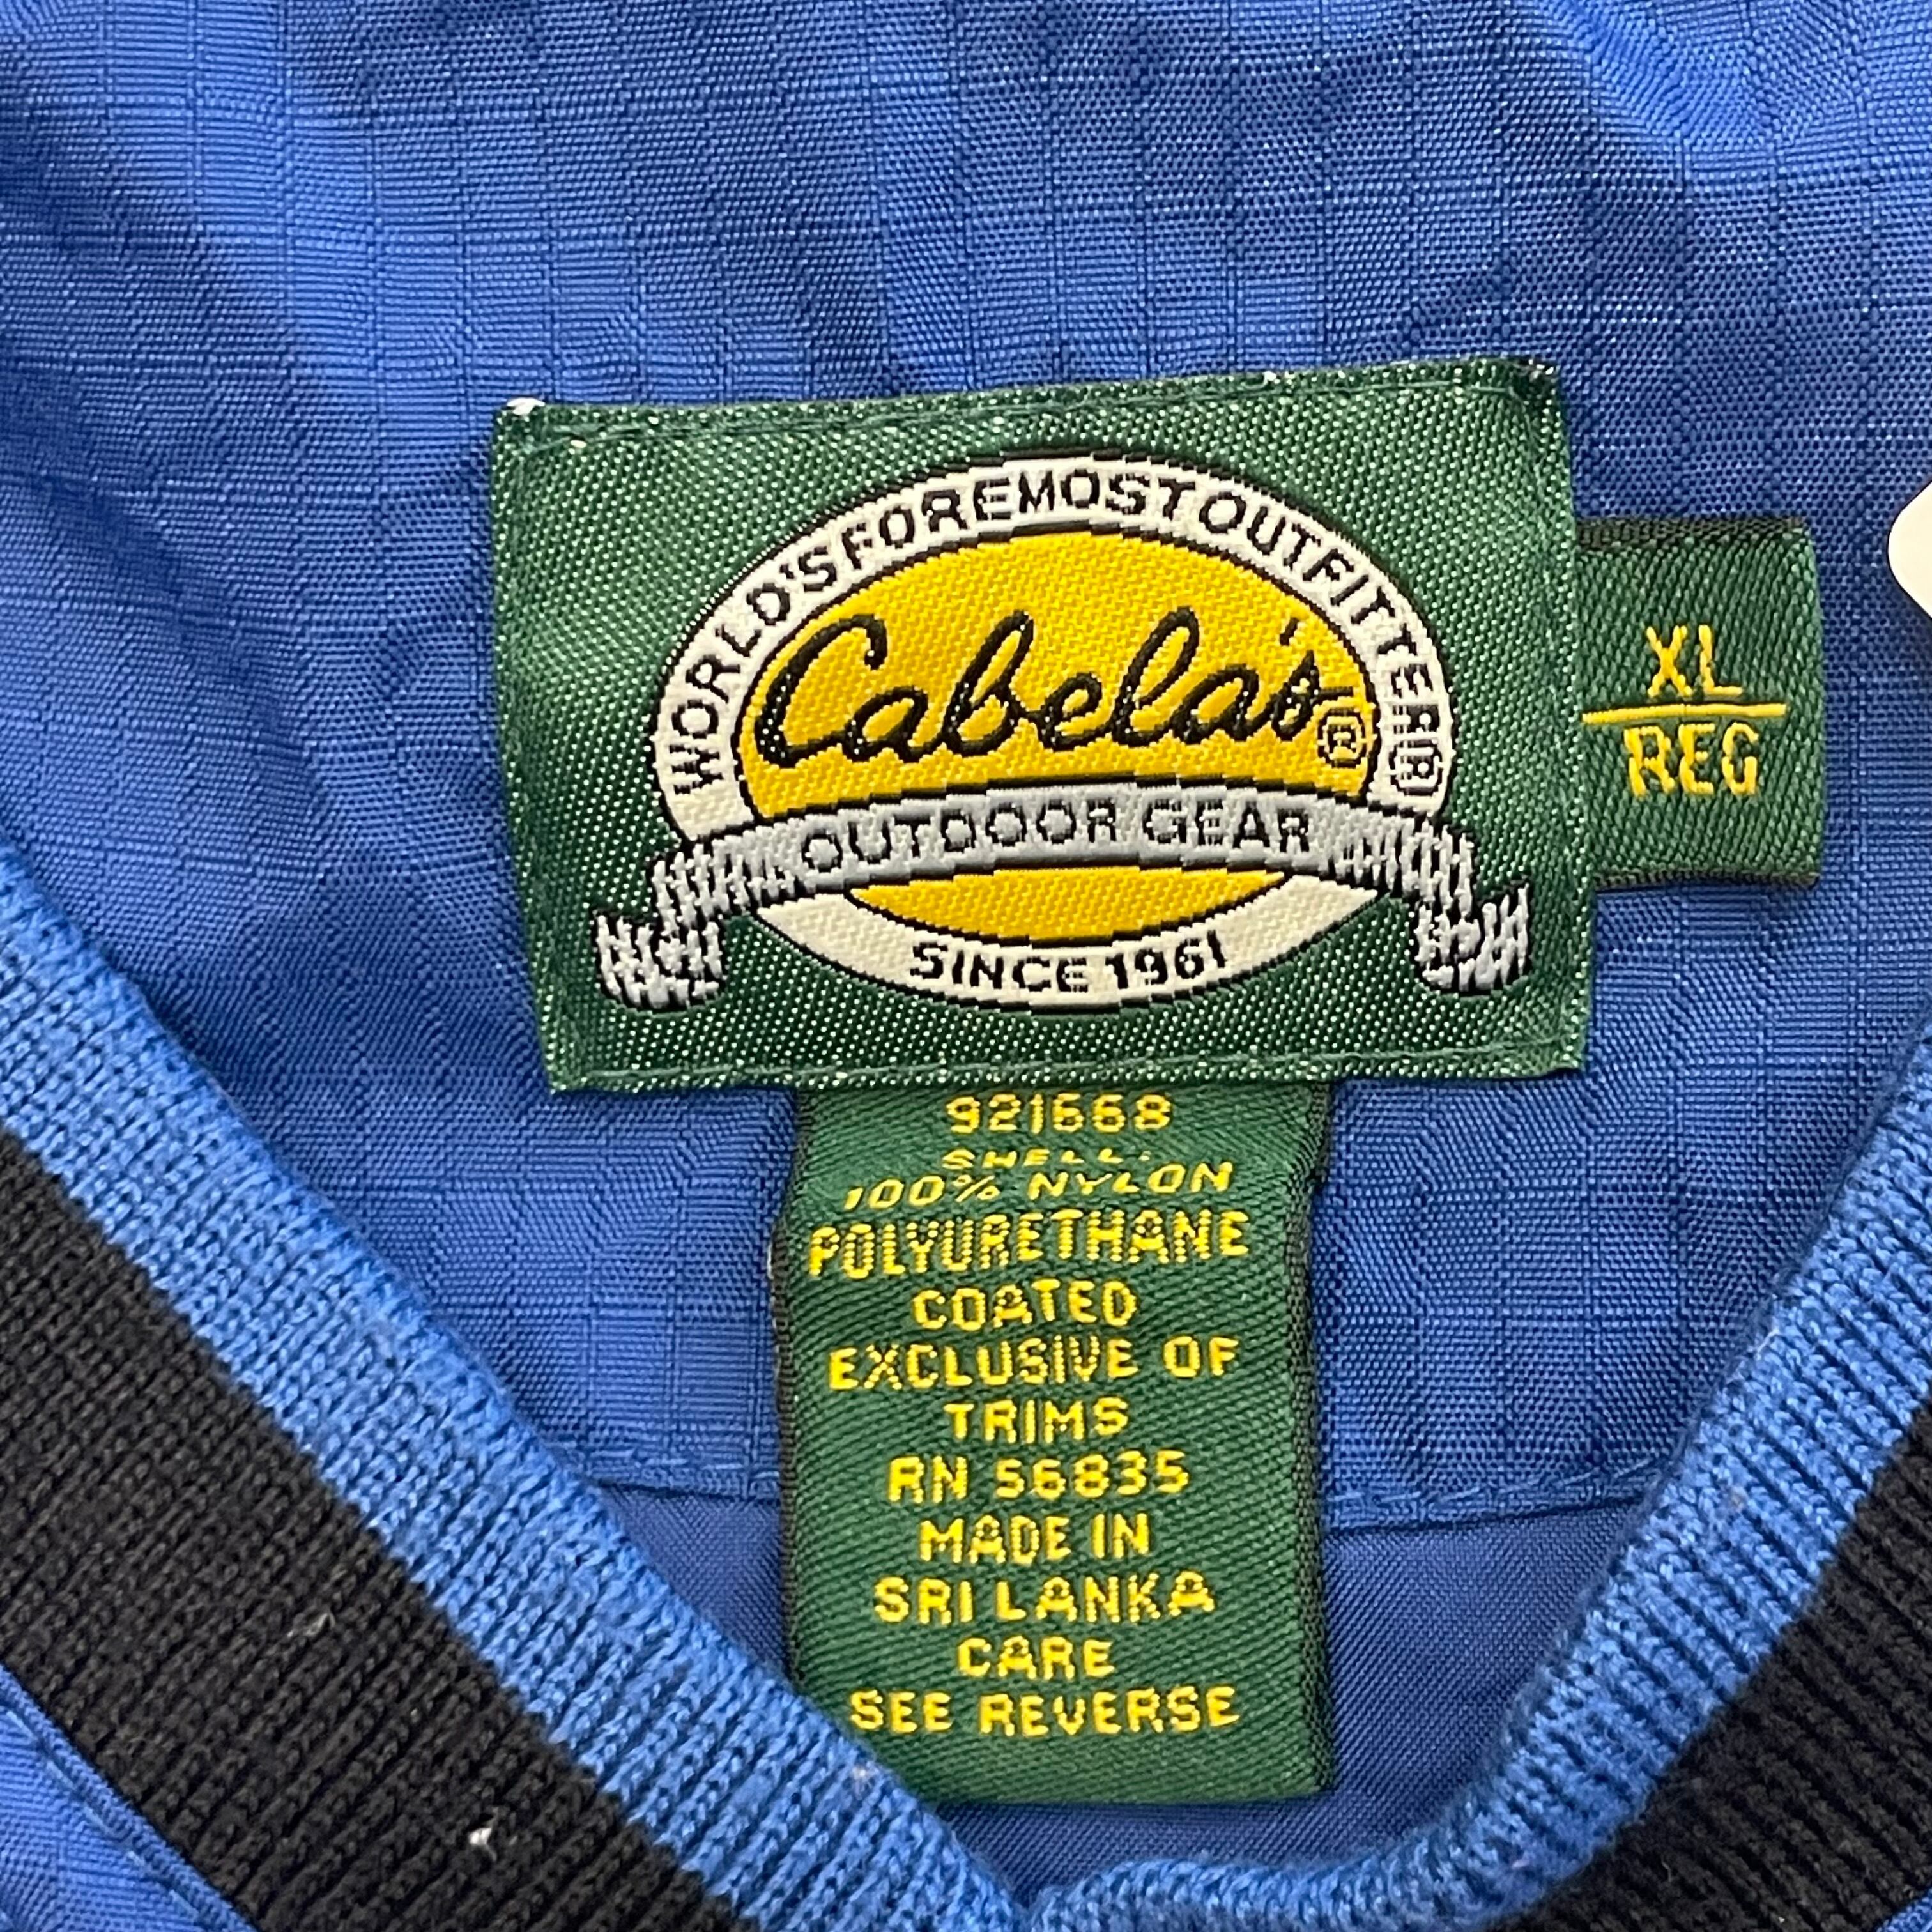 WORLD'S FOREMOST OUTFITTER®
Cabela's®
OUTDOOR GEAR
SINCE 1961
XL
REG
921668
SHELL:
100% NYLON
POLYURETHANE
COATED
EXCLUSIVE OF
TRIMS
RN 56835
MADE IN
SRI LANKA
CARE
SEE REVERSE